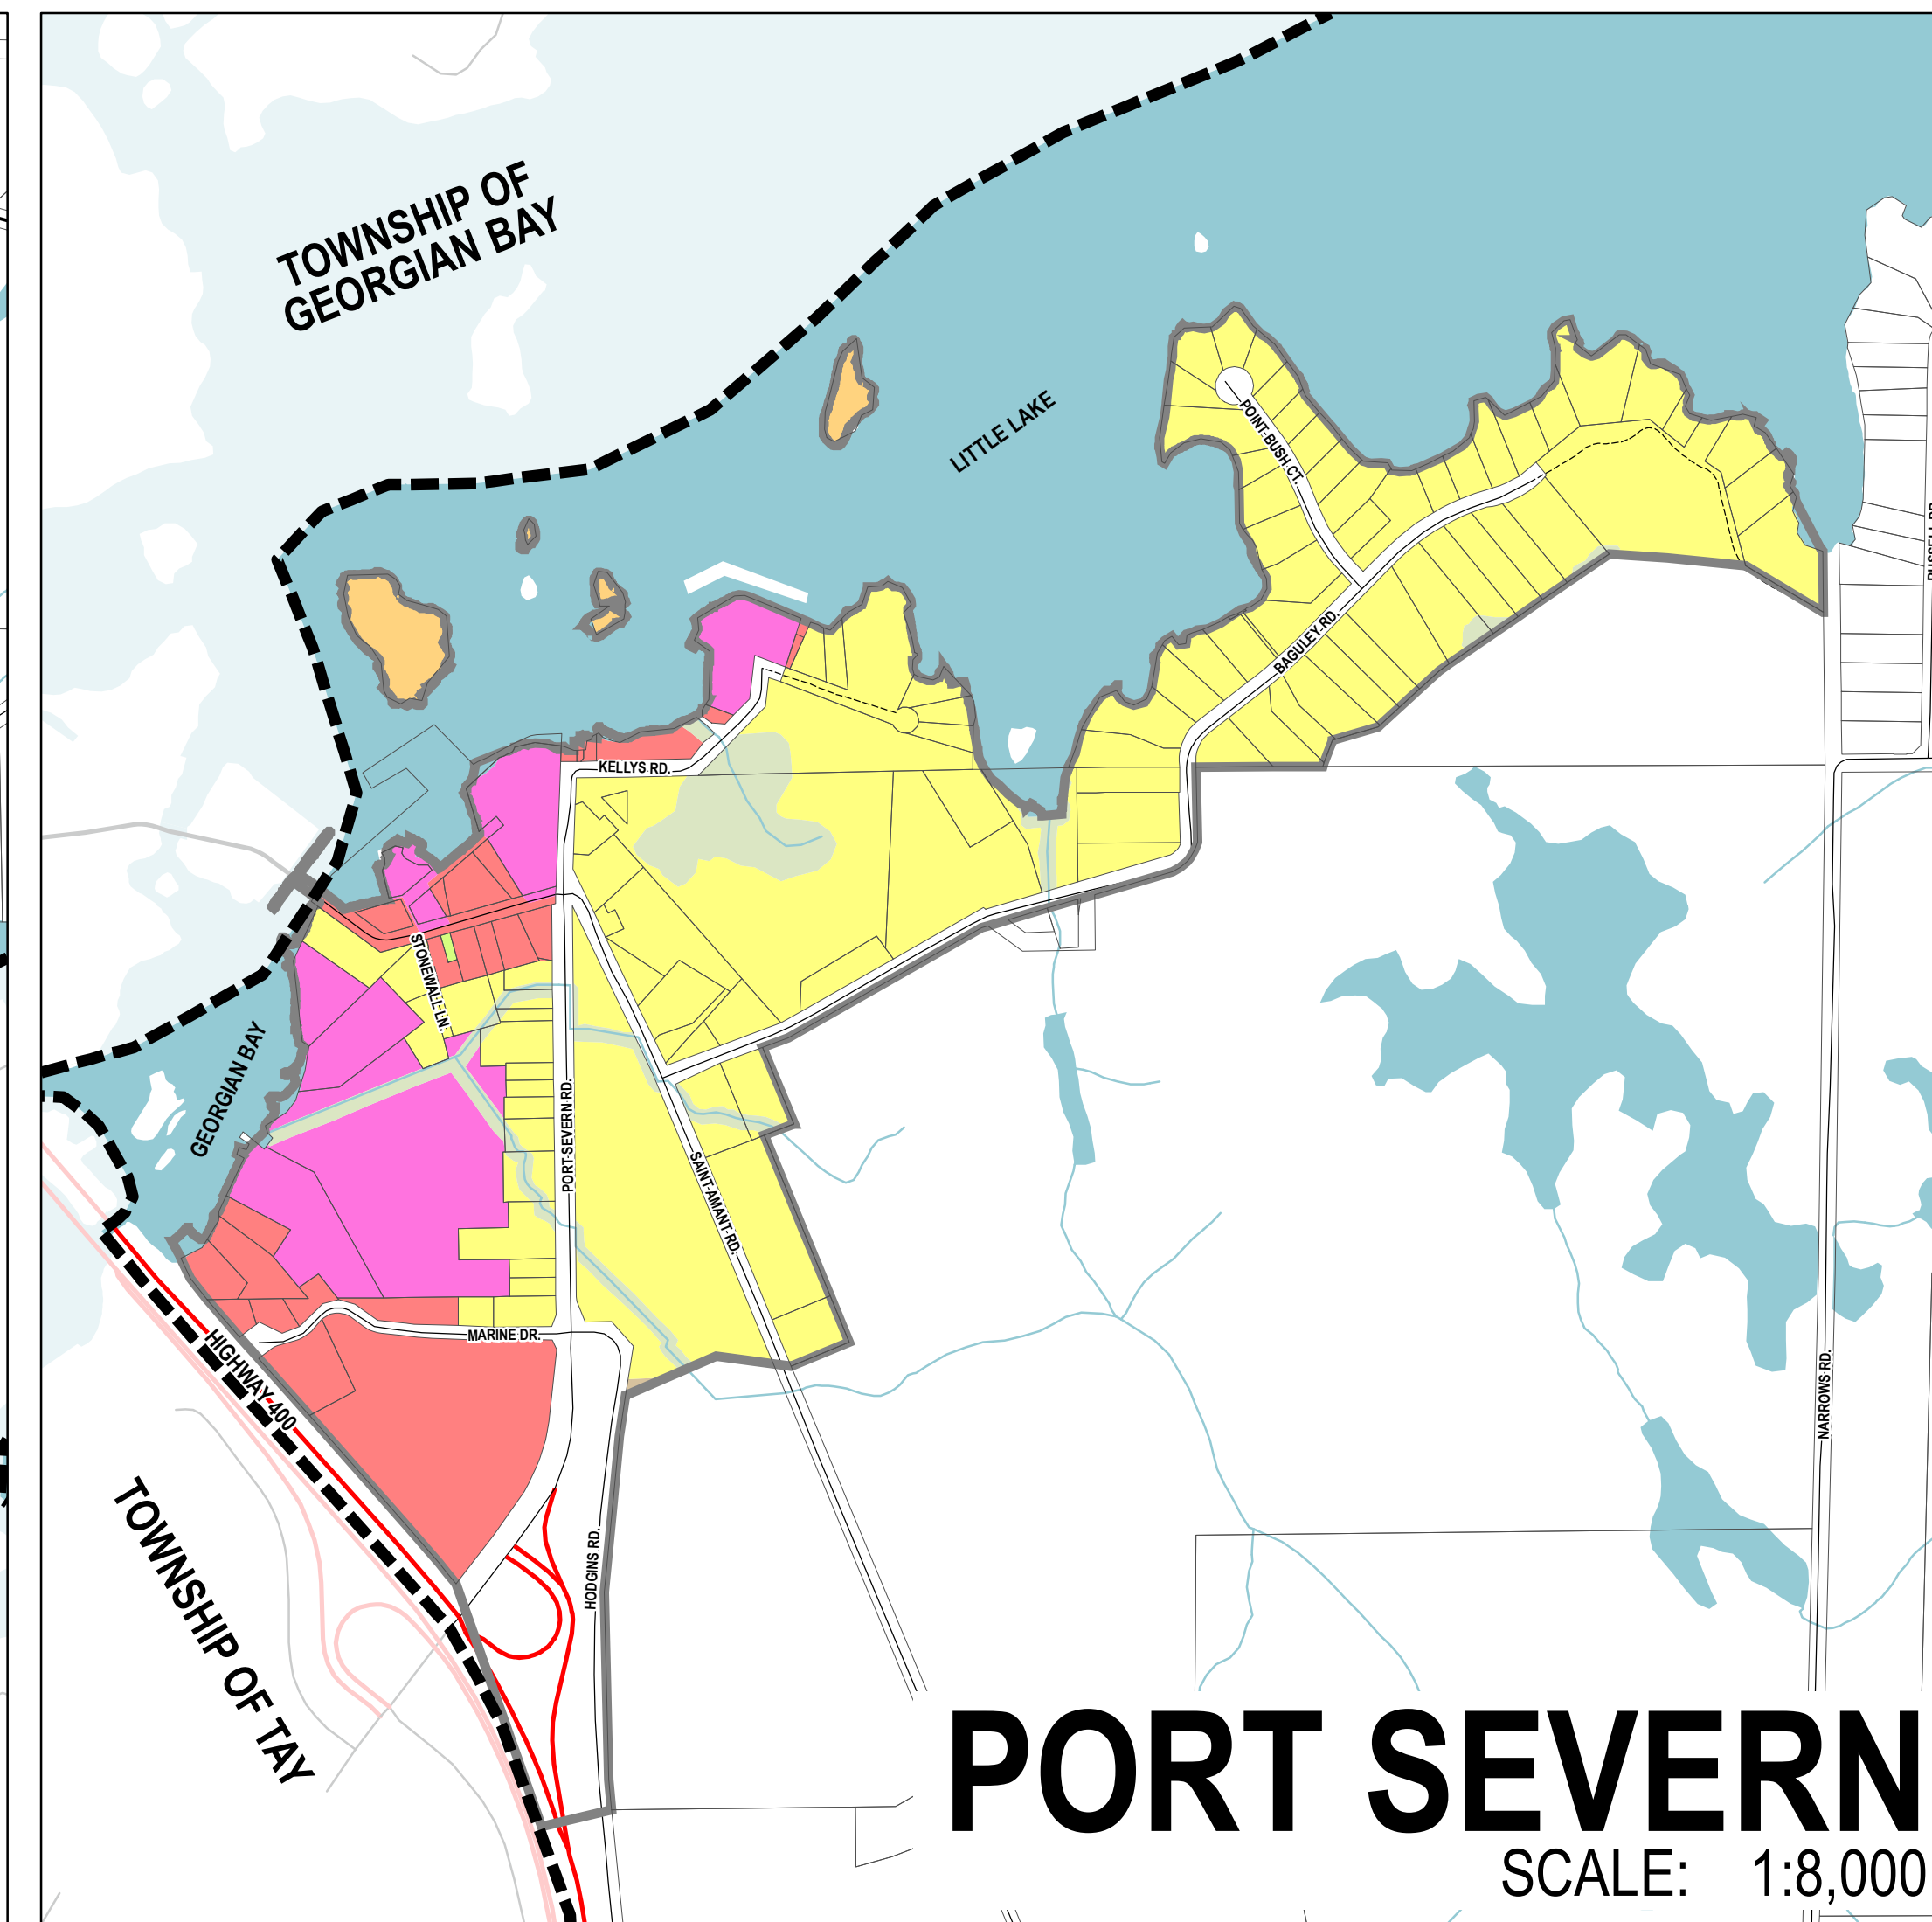 TOWNSHIP OF
GEORGIAN BAY
LITTLE LAKE
POINT BUSH CT.
BAGULEY RD.
KELLYS RD.
STONEWALL LN.
GEORGIAN BAY
PORT SEVERN RD.
SAINT AMANT RD.
MARINE DR.
HIGHWAY 400
NARROWS RD.
HODGINS RD.
TOWNSHIP OF TAY
PORT SEVERN
SCALE: 1:8,000